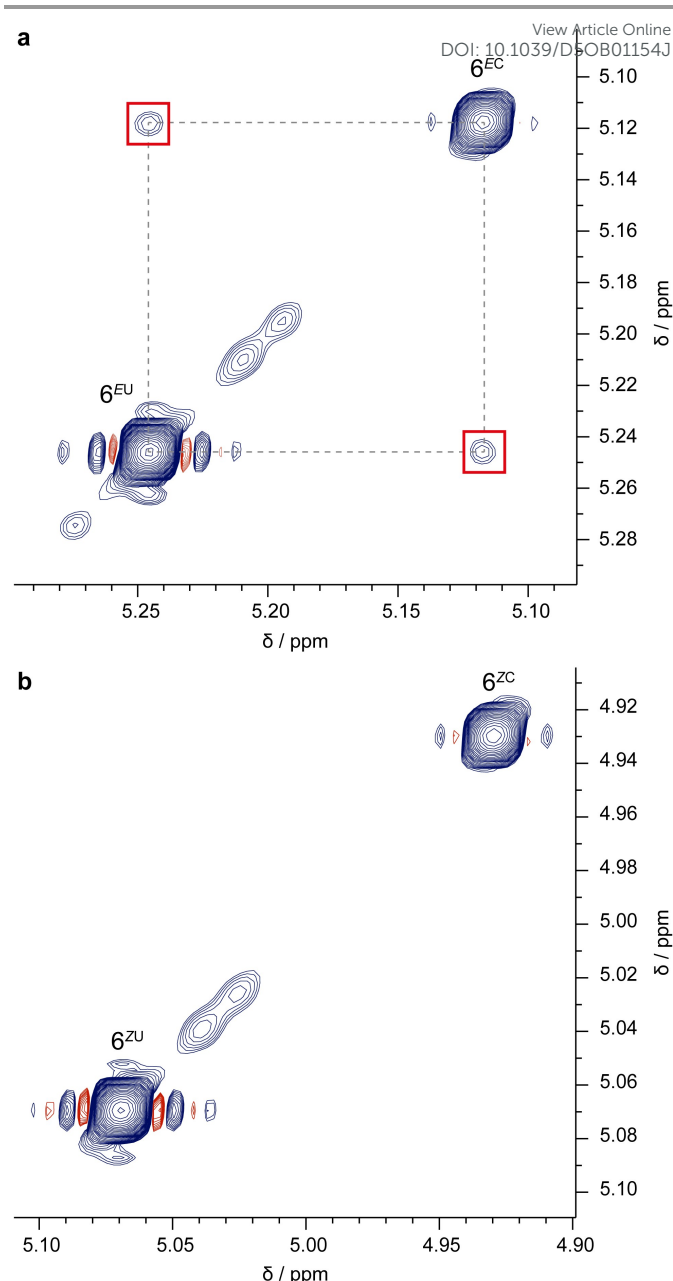 View Article Online
DOI: 10.1039/D5OB01154J
a
6EC
5.10
5.12
5.14
5.16
5.18
5.20
5.22
5.24
5.26
5.28
δ / ppm
6EU
5.25 5.20 5.15 5.10
δ / ppm
b
6ZC
4.92
4.94
4.96
4.98
5.00
5.02
5.04
5.06
5.08
5.10
δ / ppm
6ZU
5.10 5.05 5.00 4.95 4.90
δ / ppm